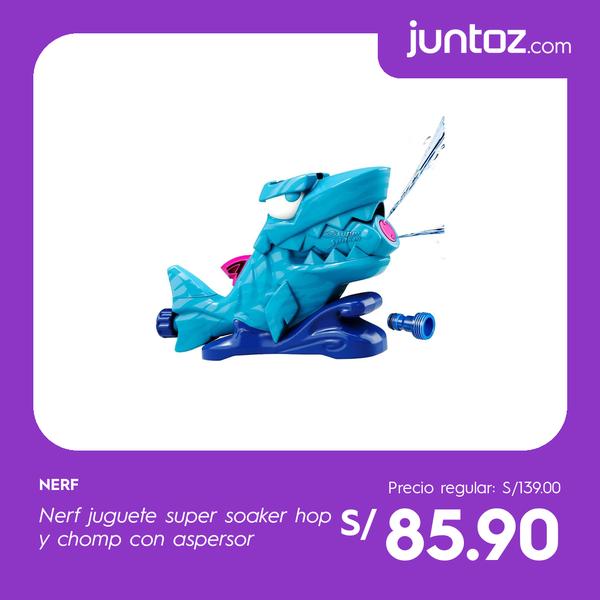 juntoz.com
NERF
Nerf juguete super soaker hop
y chomp con aspersor
Precio regular: S/139.00
S/ 85.90